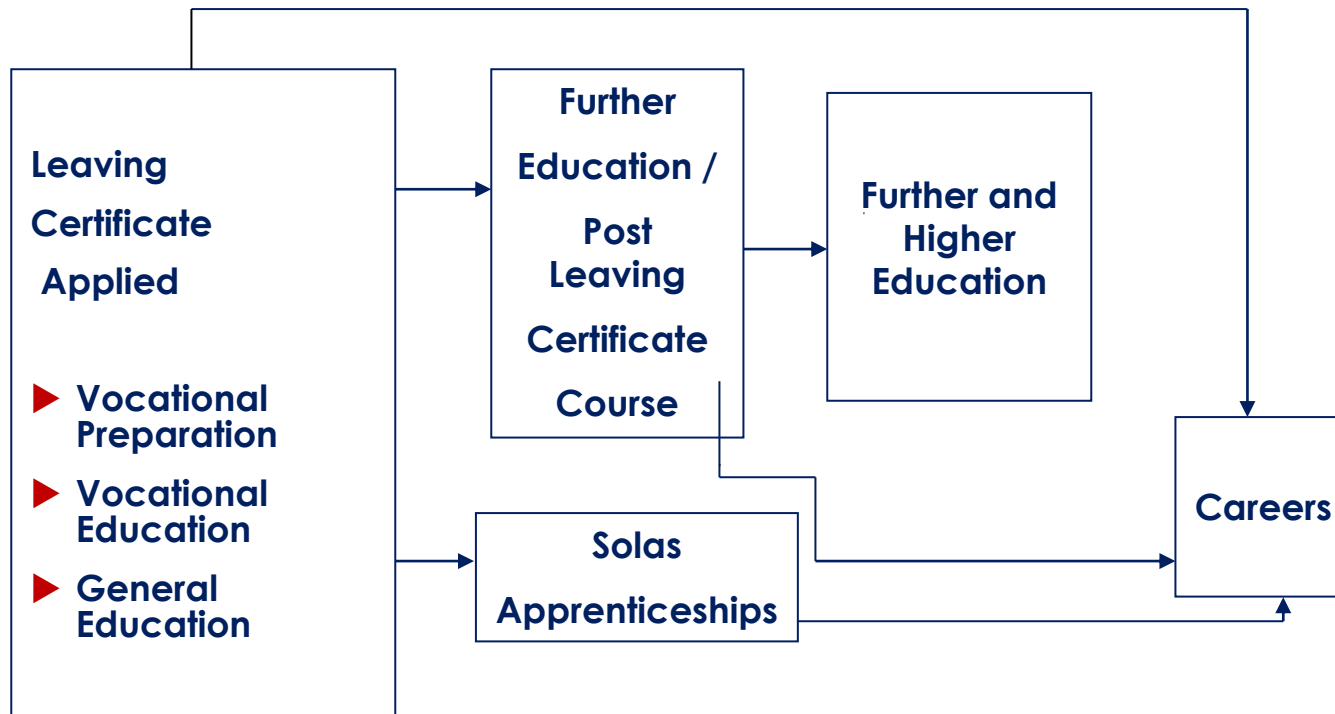 Leaving
Certificate
Applied
Vocational
Preparation
Vocational
Education
General
Education
Further
Education /
Post
Leaving
Certificate
Course
Solas
Apprenticeships
Further and
Higher
Education
Careers